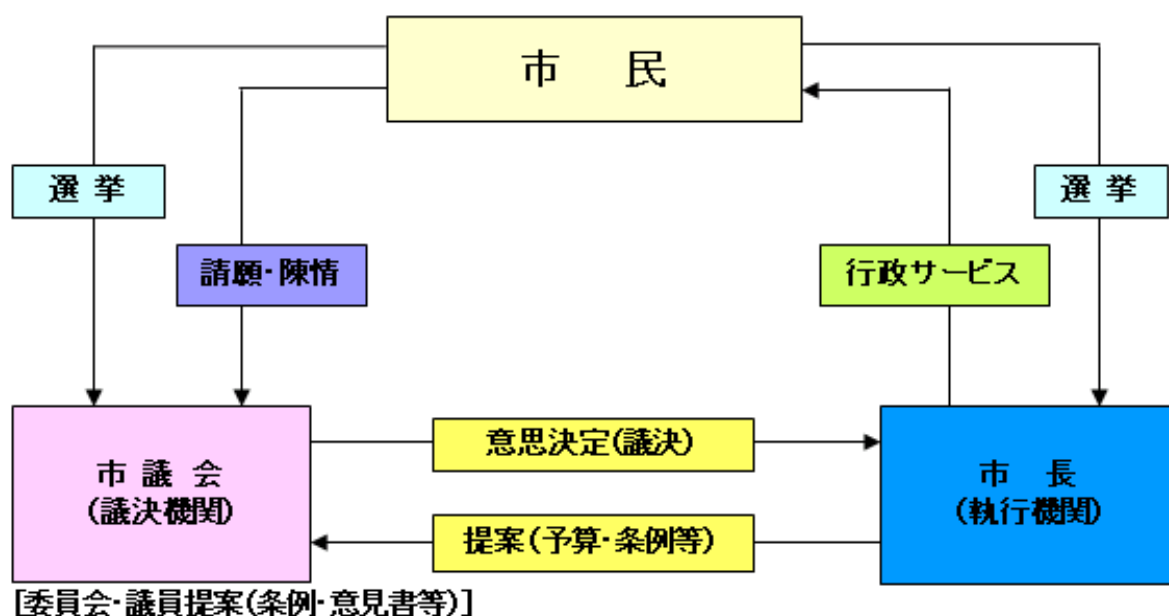 市 民
選 挙
選 挙
請願・陳情
行政サービス
意思決定(議決)
市 議 会
(議決機関)
市 長
(執行機関)
提案(予算・条例等)
[委員会・議員提案(条例・意見書等)]